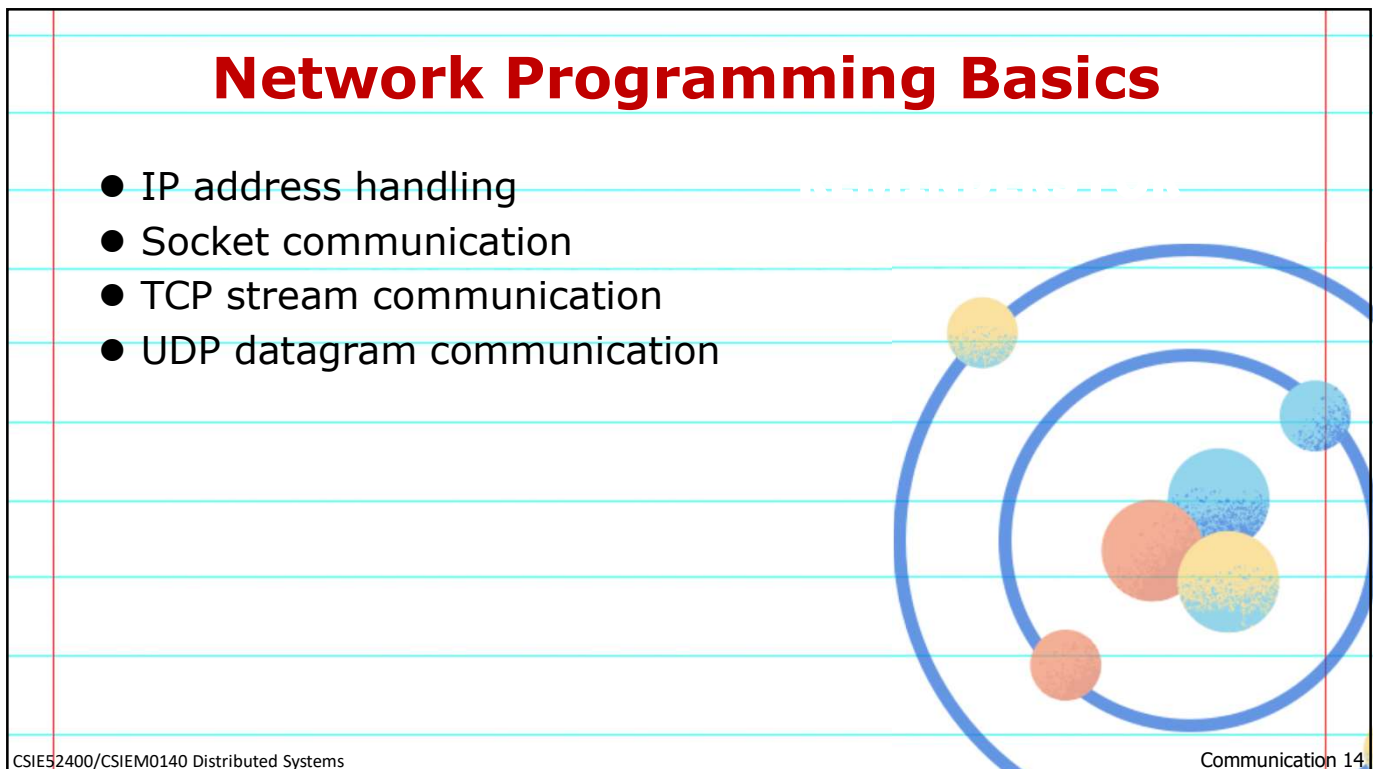 Network Programming Basics
● IP address handling
● Socket communication
● TCP stream communication
● UDP datagram communication
CSIE52400/CSIEM0140 Distributed Systems
Communication 14